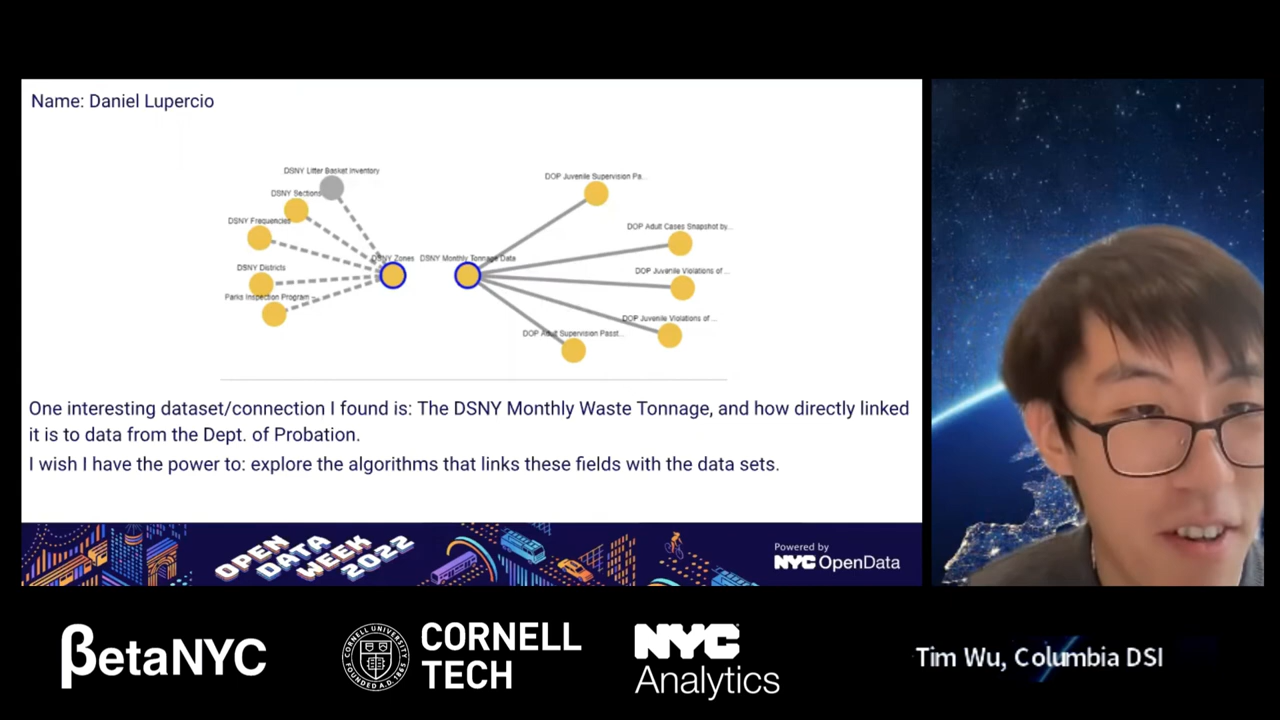 Name: Daniel Lupercio
DSNY Litter Basket Inventory
DSNY Sections
DSNY Frequencies
DSNY Districts
Parks Inspection Program –
DSNY Zones
DSNY Monthly Tonnage Data
DOP Juvenile Supervision Pa...
DOP Adult Cases Snapshot by...
DOP Juvenile Violations of ...
DOP Juvenile Violations of ...
DOP Adult Supervision Passt...
One interesting dataset/connection I found is: The DSNY Monthly Waste Tonnage, and how directly linked
it is to data from the Dept. of Probation.
I wish I have the power to: explore the algorithms that links these fields with the data sets.
OPEN
DATA
WEEK
2022
Powered by
NYC OpenData
βetaNYC
CORNELL
TECH
NYC
Analytics
Tim Wu, Columbia DSI